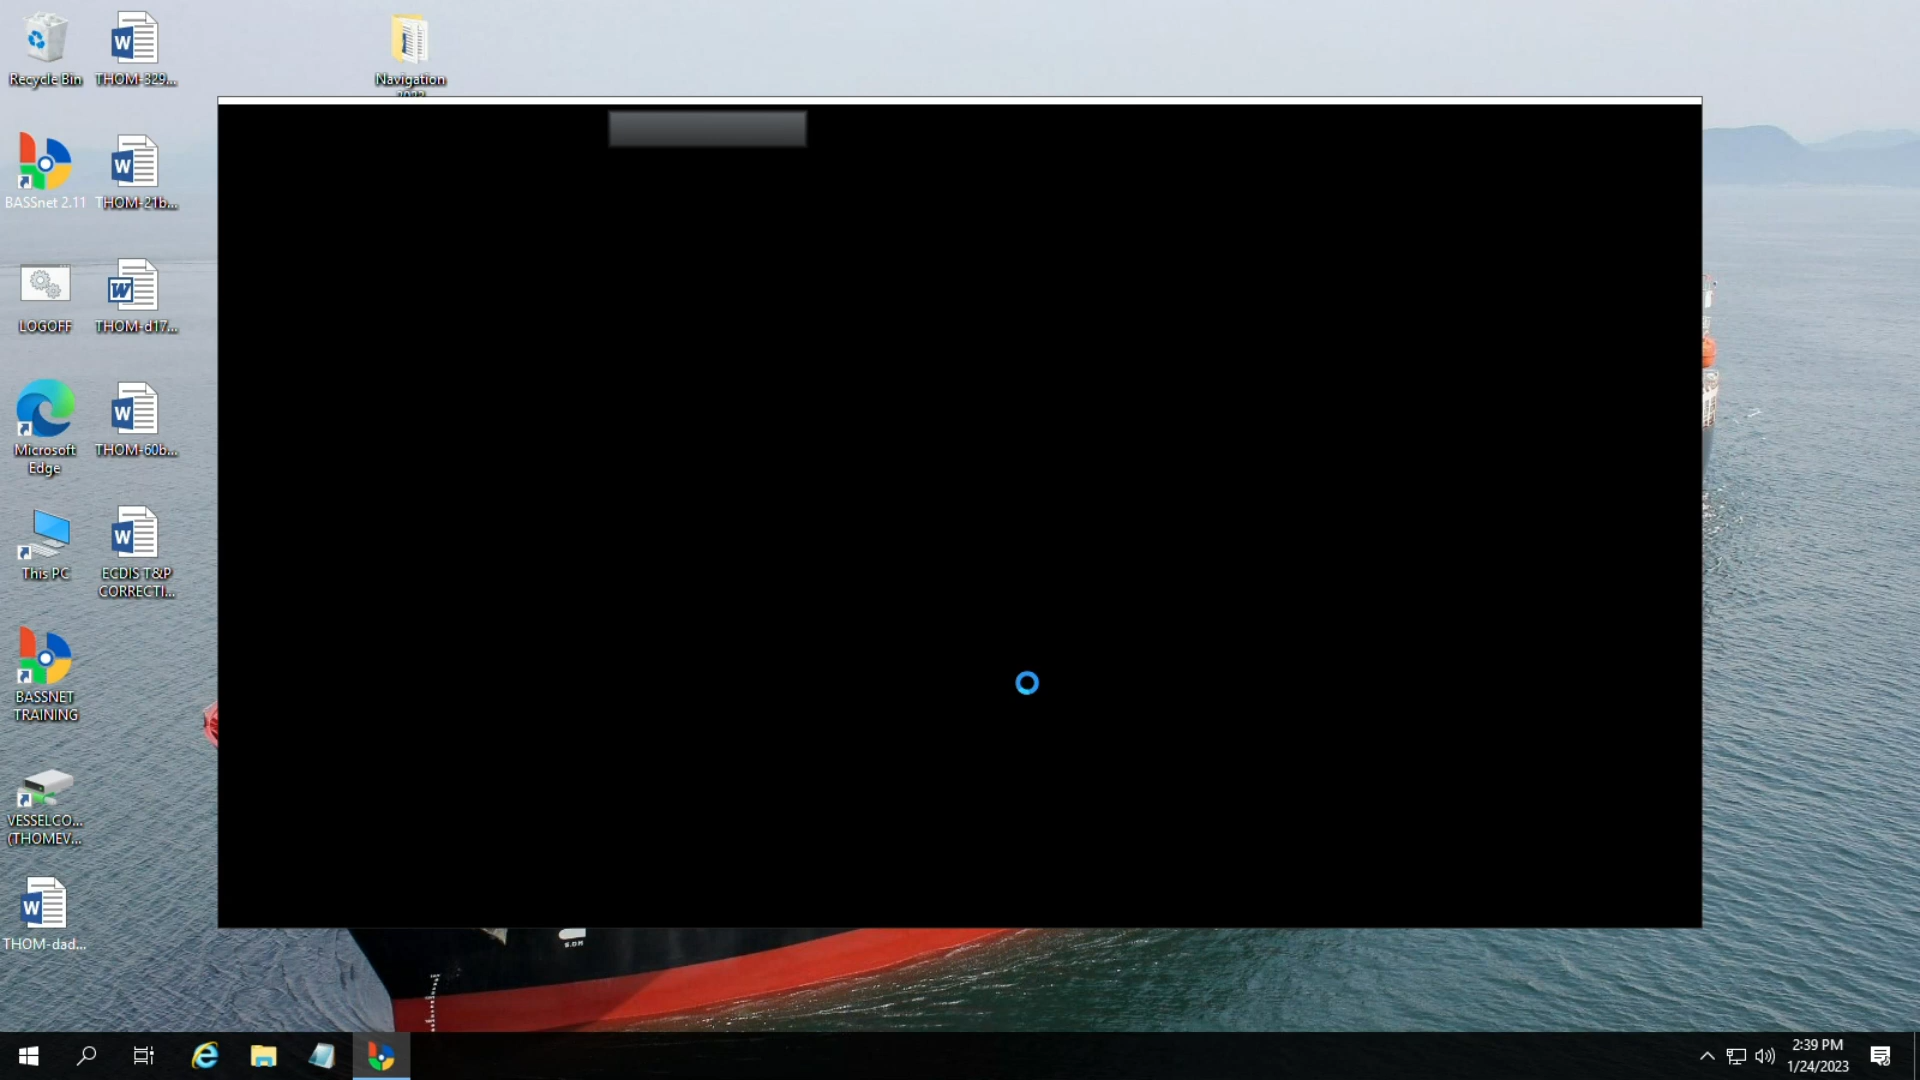 Recycle Bin
THOM-329...
Navigation
2023
BASSnet 2.11
THOM-21b...
LOGOFF
THOM-d17...
Microsoft
Edge
THOM-60b...
This PC
ECDIS T&P
CORRECTI...
BASSNET
TRAINING
VESSELCO...
(THOMEV...
THOM-dad...
2:39 PM
1/24/2023